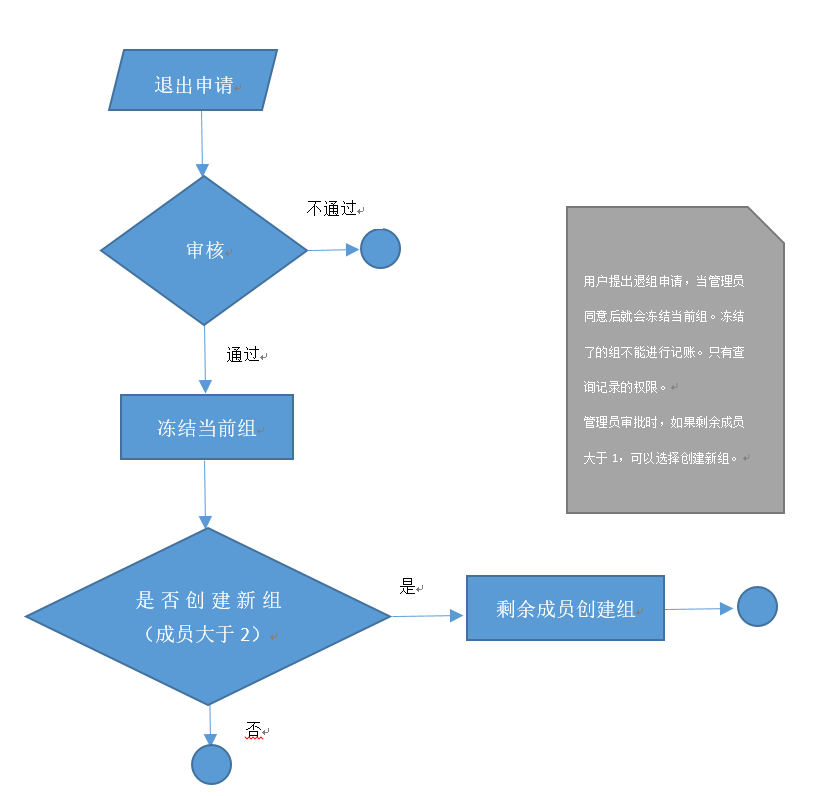 退出申请
不通过
审核
通过
冻结当前组
是否创建新组
（成员大于2）
是
剩余成员创建组
否
用户提出退组申请，当管理员
同意后就会冻结当前组。冻结
了的组不能进行记账。只有查
询记录的权限。
管理员审批时，如果剩余成员
大于1，可以选择创建新组。